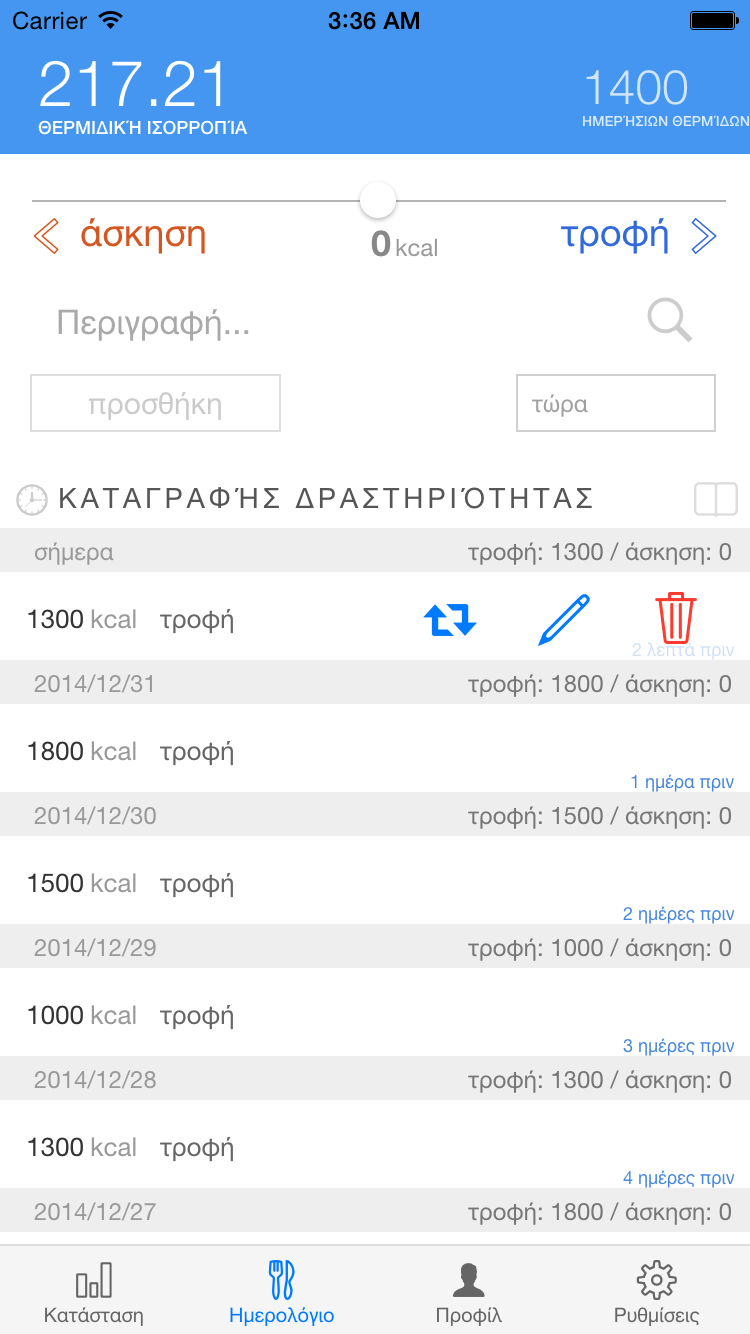 Carrier 3:36 AM
217.21 1400
ΘΕΡΜΙΔΙΚΉ ΙΣΟΡΡΟΠΊΑ ΗΜΕΡΉΣΙΩΝ ΘΕΡΜΊΔΩΝ
άσκηση 0 kcal τροφή
Περιγραφή...
προσθήκη τώρα
ΚΑΤΑΓΡΑΦΉΣ ΔΡΑΣΤΗΡΙΌΤΗΤΑΣ
σήμερα τροφή: 1300 / άσκηση: 0
1300 kcal τροφή
2 λεπτά πριν
2014/12/31 τροφή: 1800 / άσκηση: 0
1800 kcal τροφή
1 ημέρα πριν
2014/12/30 τροφή: 1500 / άσκηση: 0
1500 kcal τροφή
2 ημέρες πριν
2014/12/29 τροφή: 1000 / άσκηση: 0
1000 kcal τροφή
3 ημέρες πριν
2014/12/28 τροφή: 1300 / άσκηση: 0
1300 kcal τροφή
4 ημέρες πριν
2014/12/27 τροφή: 1800 / άσκηση: 0
Κατάσταση Ημερολόγιο Προφίλ Ρυθμίσεις